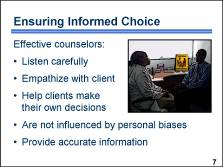 Ensuring Informed Choice
Effective counselors:
• Listen carefully
• Empathize with client
• Help clients make
their own decisions
• Are not influenced by personal biases
• Provide accurate information
7